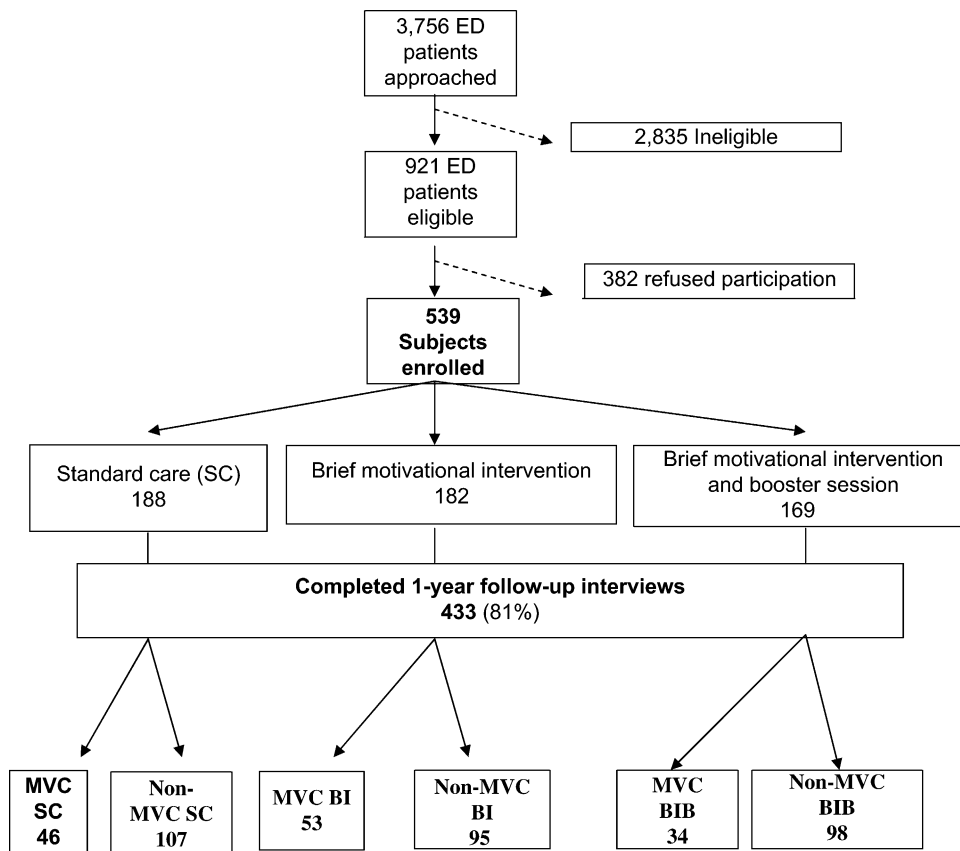 3,756 ED
patients
approached
2,835 Ineligible
921 ED
patients
eligible
382 refused participation
539
Subjects
enrolled
Standard care (SC)
188
Brief motivational intervention
182
Brief motivational intervention
and booster session
169
Completed 1-year follow-up interviews
433 (81%)
MVC
SC
46
Non-
MVC SC
107
MVC BI
53
Non-MVC
BI
95
MVC
BIB
34
Non-MVC
BIB
98